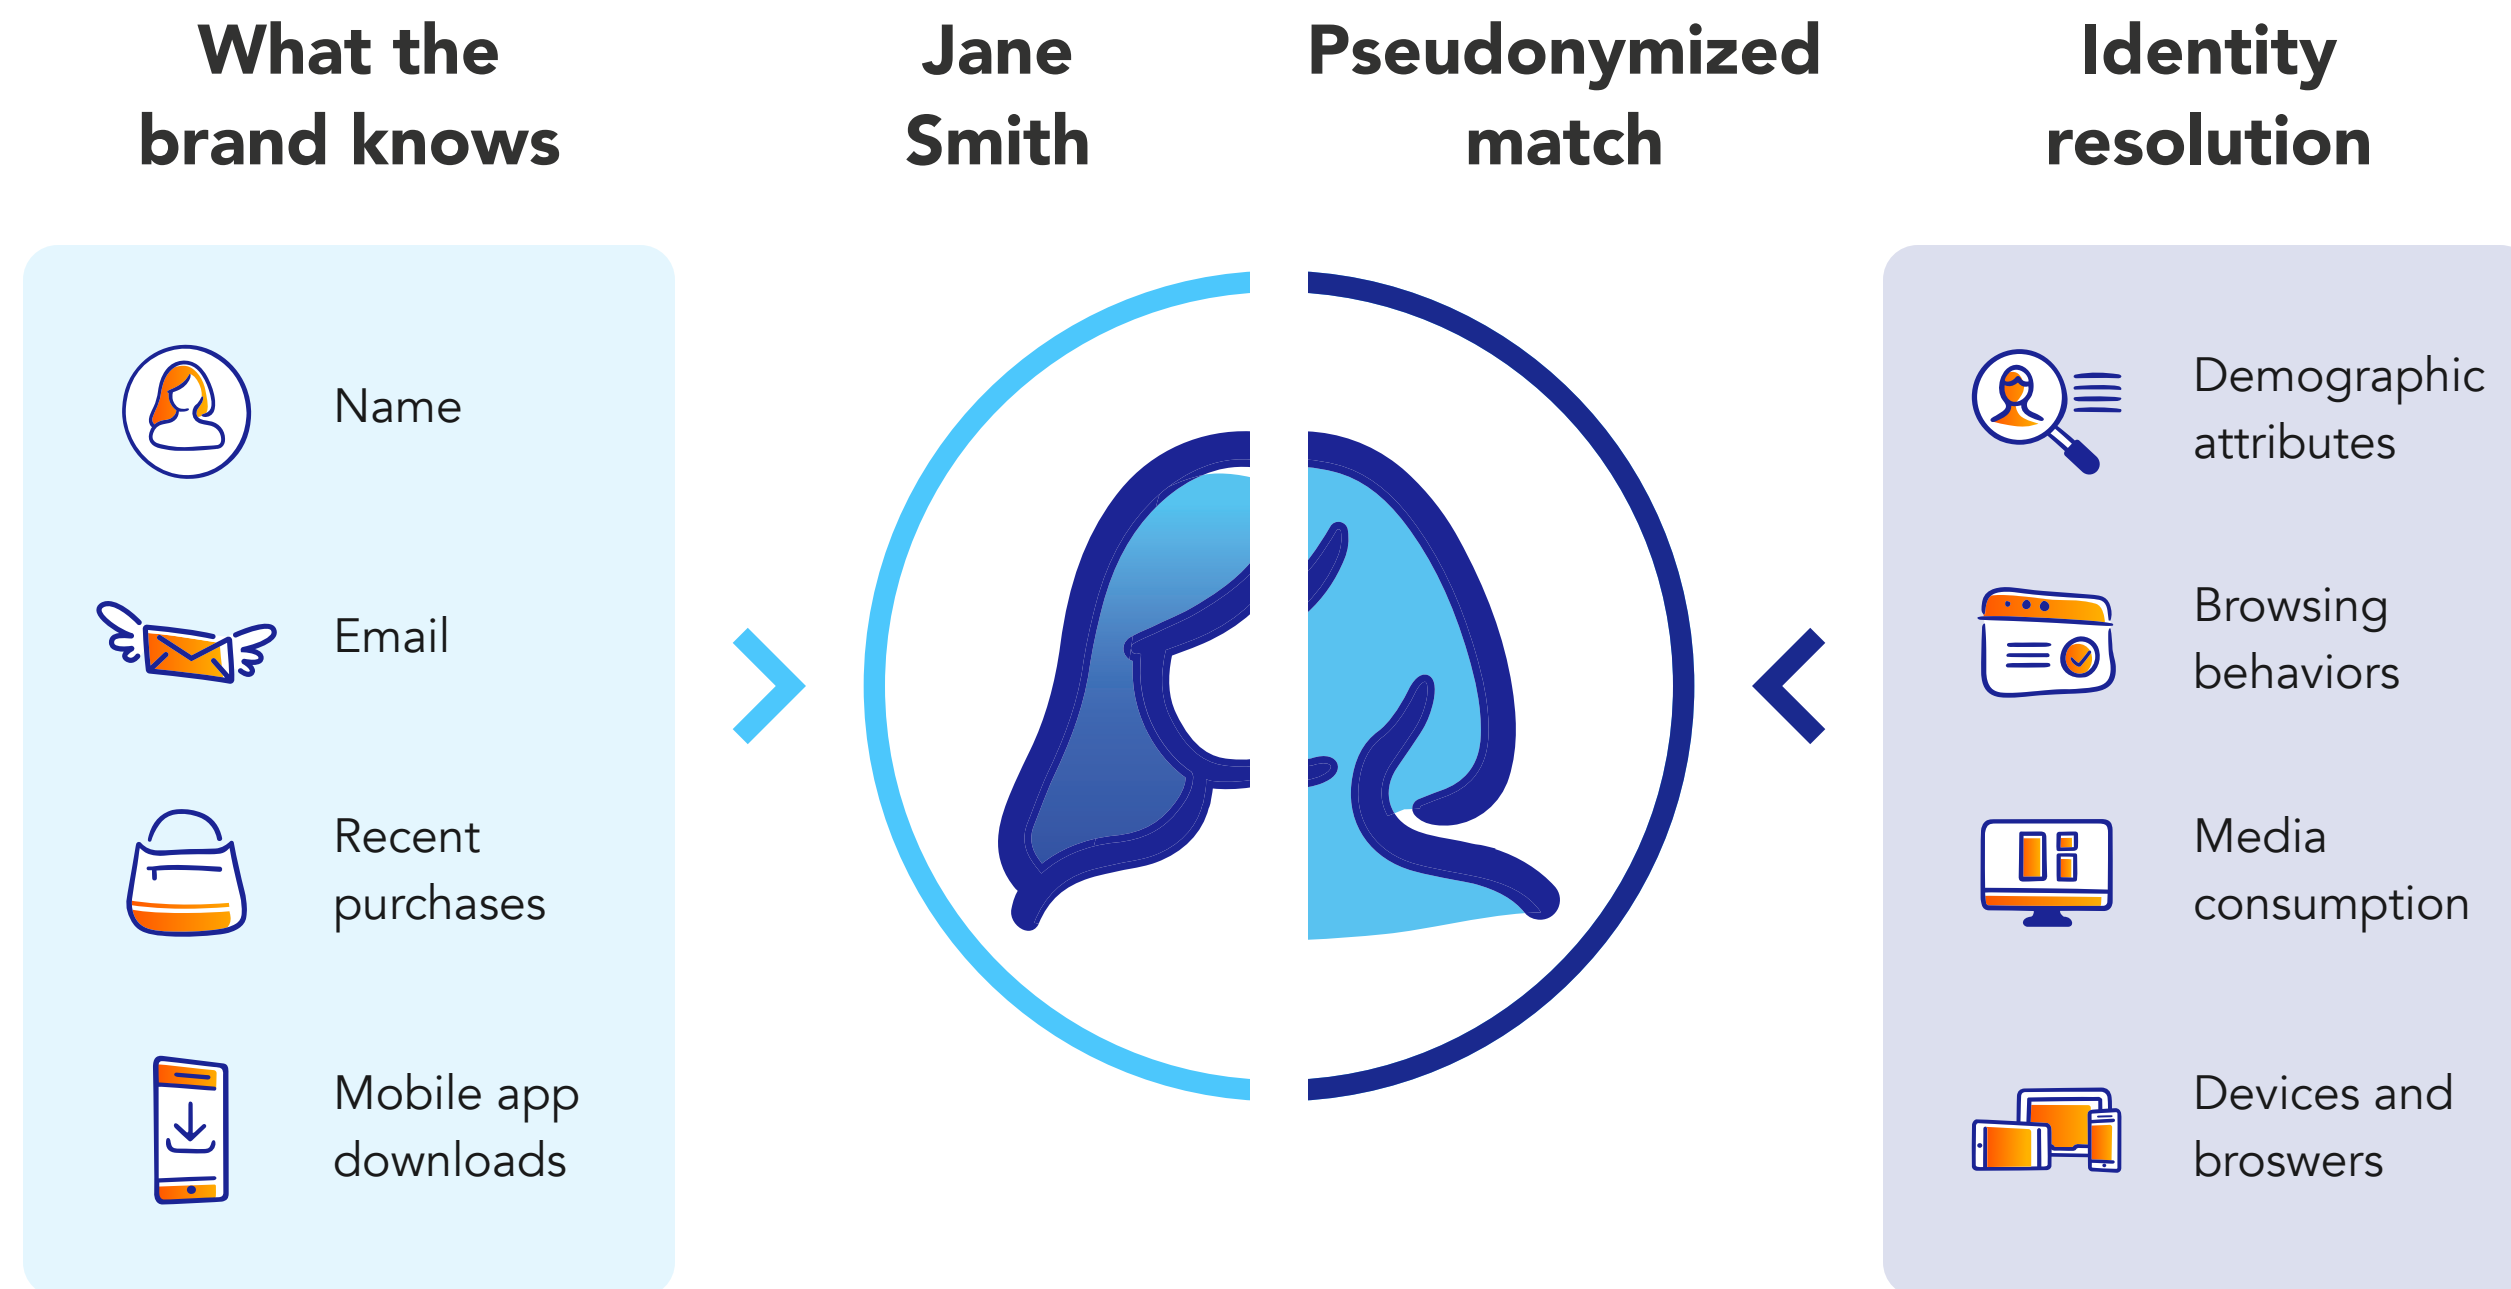 What the
brand knows
Jane
Smith
Pseudonymized
match
Identity
resolution
Name
Email
Recent
purchases
Mobile app
downloads
Demographic
attributes
Browsing
behaviors
Media
consumption
Devices and
broswers